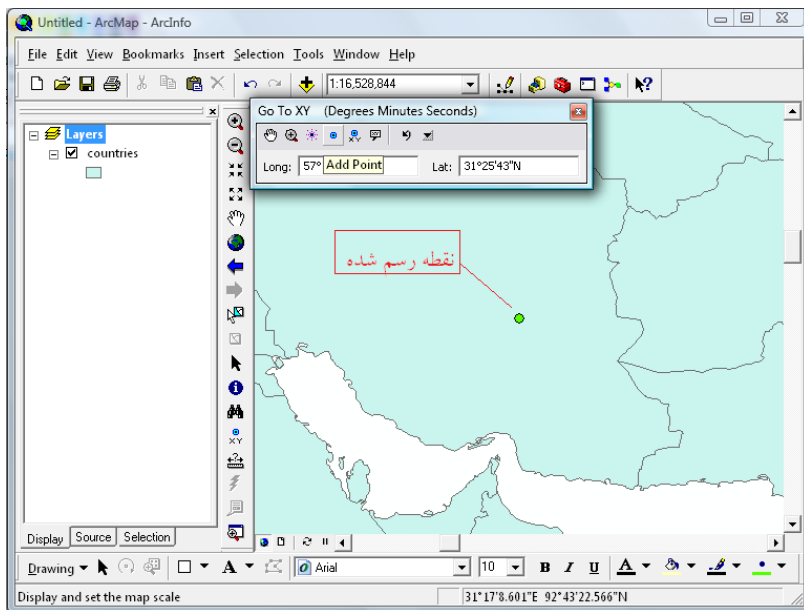 Untitled - ArcMap - ArcInfo
File Edit View Bookmarks Insert Selection Tools Window Help
1:16,528,844
Go To XY (Degrees Minutes Seconds)
Layers
countries
Long: 57° Add Point Lat: 31°25'43"N
نقطه رسم شده
XY
Display Source Selection
Drawing A Arial 10 B I U A
Display and set the map scale 31°17'8.601"E 92°43'22.566"N